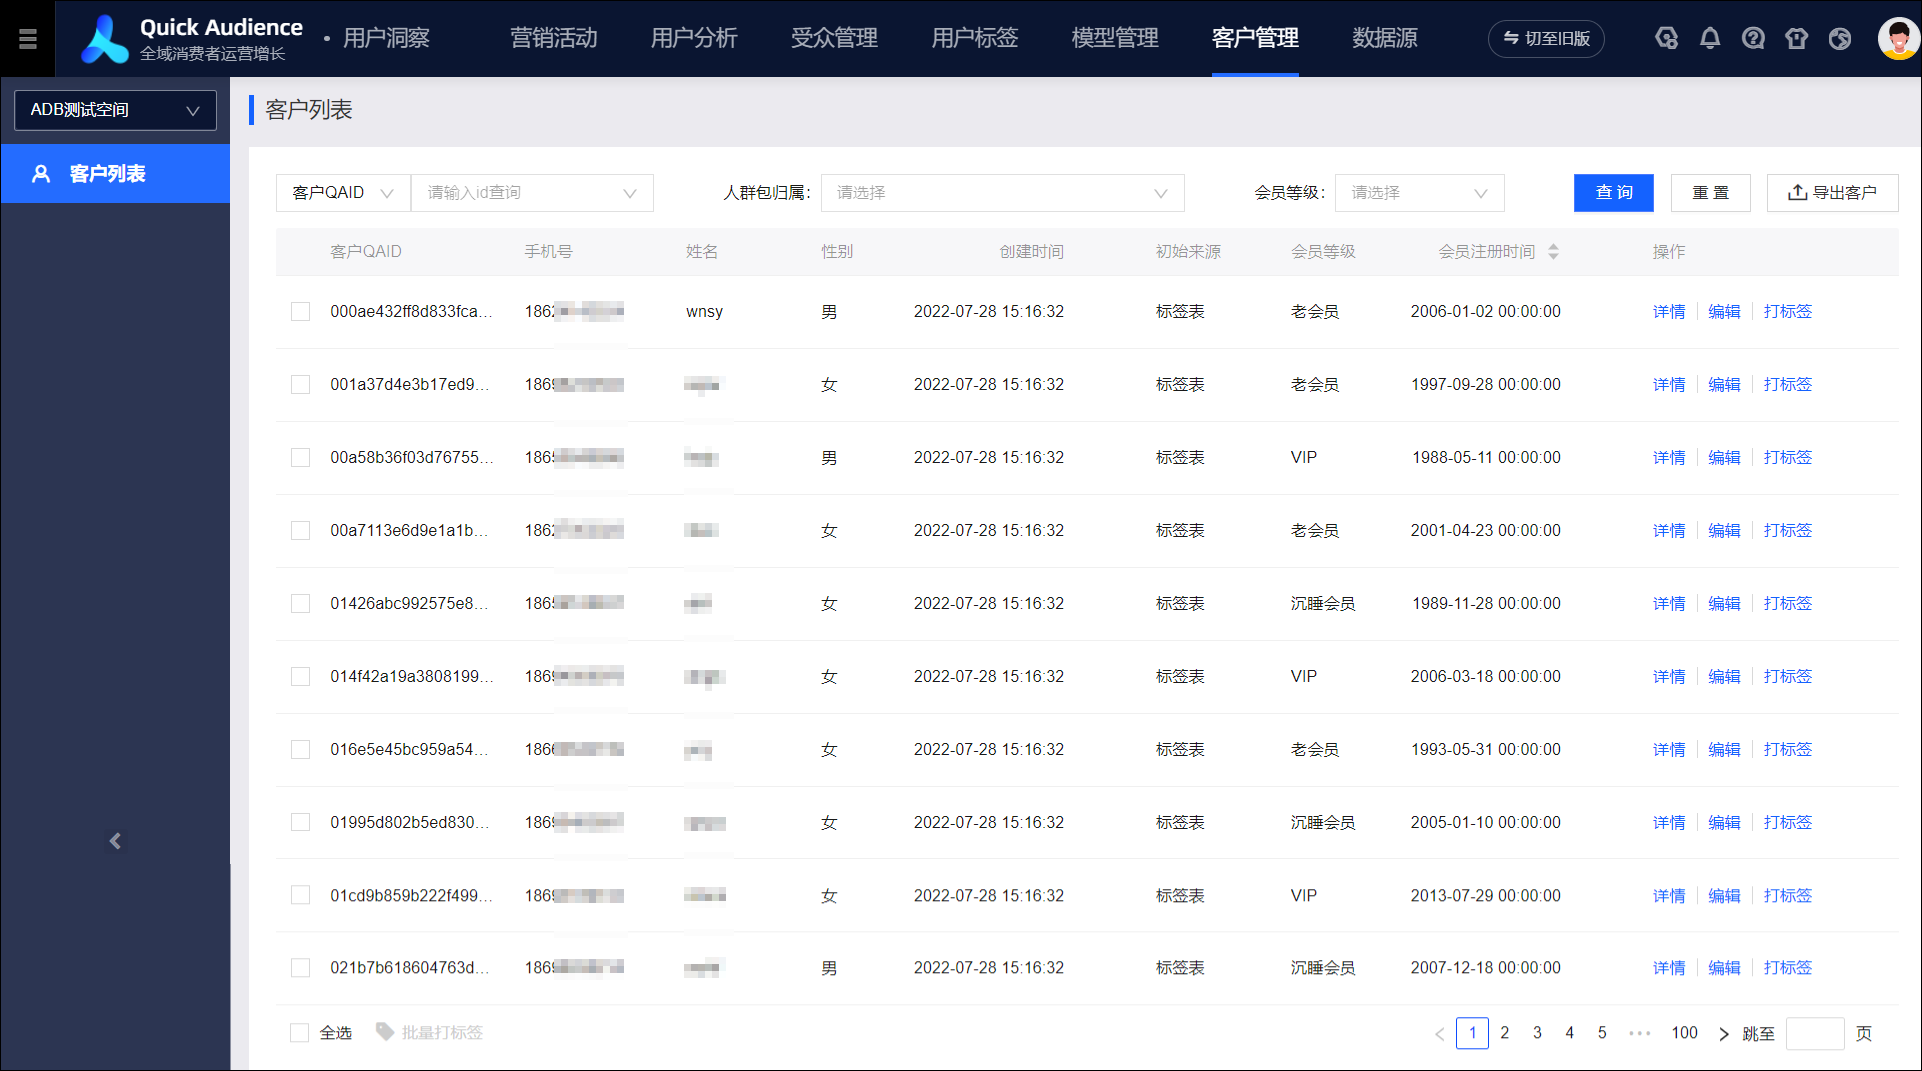 Quick Audience
全域消费者运营增长
用户洞察 营销活动 用户分析 受众管理 用户标签 模型管理 客户管理 数据源 切至旧版
ADB测试空间
客户列表
客户列表
客户QAID 请输入id查询 人群包归属: 请选择 会员等级: 请选择 查询 重置 导出客户
客户QAID 手机号 姓名 性别 创建时间 初始来源 会员等级 会员注册时间 操作
000ae432ff8d833fca... 186 wnsy 男 2022-07-28 15:16:32 标签表 老会员 2006-01-02 00:00:00 详情 编辑 打标签
001a37d4e3b17ed9... 186 女 2022-07-28 15:16:32 标签表 老会员 1997-09-28 00:00:00 详情 编辑 打标签
00a58b36f03d76755... 186 男 2022-07-28 15:16:32 标签表 VIP 1988-05-11 00:00:00 详情 编辑 打标签
00a7113e6d9e1a1b... 186 女 2022-07-28 15:16:32 标签表 老会员 2001-04-23 00:00:00 详情 编辑 打标签
01426abc992575e8... 186 女 2022-07-28 15:16:32 标签表 沉睡会员 1989-11-28 00:00:00 详情 编辑 打标签
014f42a19a3808199... 186 女 2022-07-28 15:16:32 标签表 VIP 2006-03-18 00:00:00 详情 编辑 打标签
016e5e45bc959a54... 186 女 2022-07-28 15:16:32 标签表 老会员 1993-05-31 00:00:00 详情 编辑 打标签
01995d802b5ed830... 186 女 2022-07-28 15:16:32 标签表 沉睡会员 2005-01-10 00:00:00 详情 编辑 打标签
01cd9b859b222f499... 186 女 2022-07-28 15:16:32 标签表 VIP 2013-07-29 00:00:00 详情 编辑 打标签
021b7b618604763d... 186 男 2022-07-28 15:16:32 标签表 沉睡会员 2007-12-18 00:00:00 详情 编辑 打标签
全选 批量打标签 1 2 3 4 5 ••• 100 跳至 页